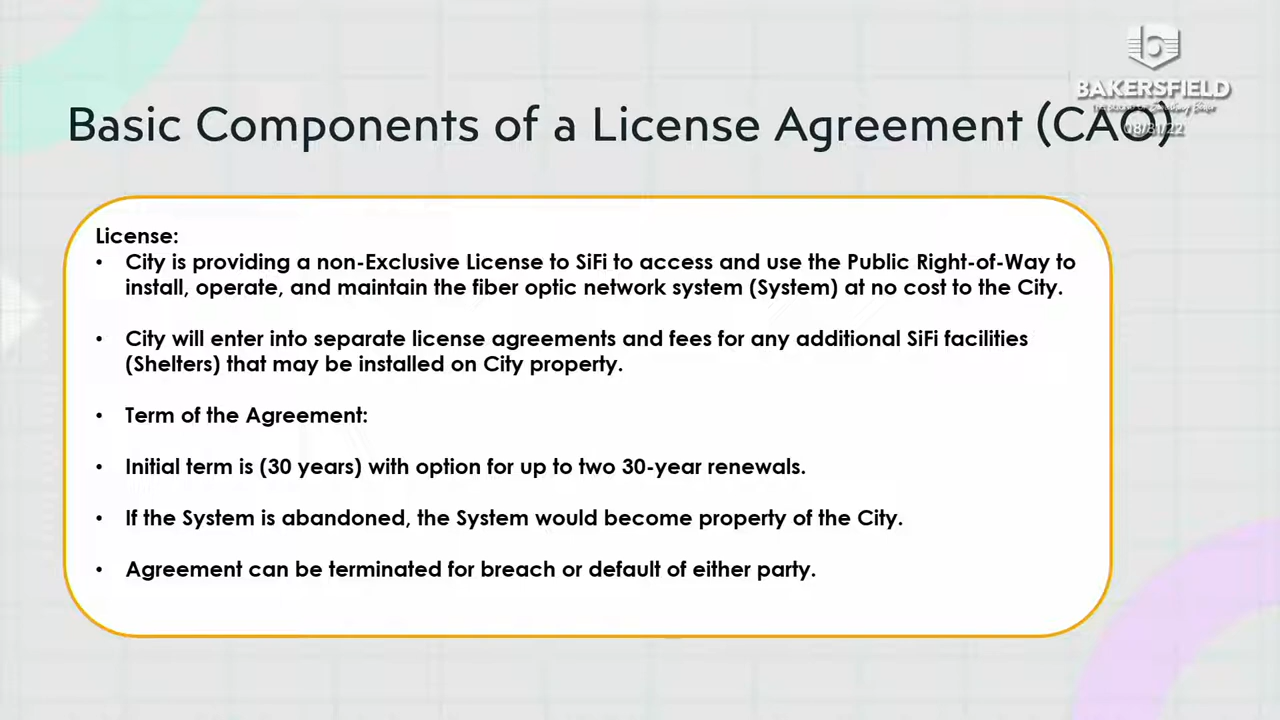 BAKERSFIELD
THE SOUND OF Something Better
08/31/22
Basic Components of a License Agreement (CAO)
License:
• City is providing a non-Exclusive License to SiFi to access and use the Public Right-of-Way to
install, operate, and maintain the fiber optic network system (System) at no cost to the City.
• City will enter into separate license agreements and fees for any additional SiFi facilities
(Shelters) that may be installed on City property.
• Term of the Agreement:
• Initial term is (30 years) with option for up to two 30-year renewals.
• If the System is abandoned, the System would become property of the City.
• Agreement can be terminated for breach or default of either party.